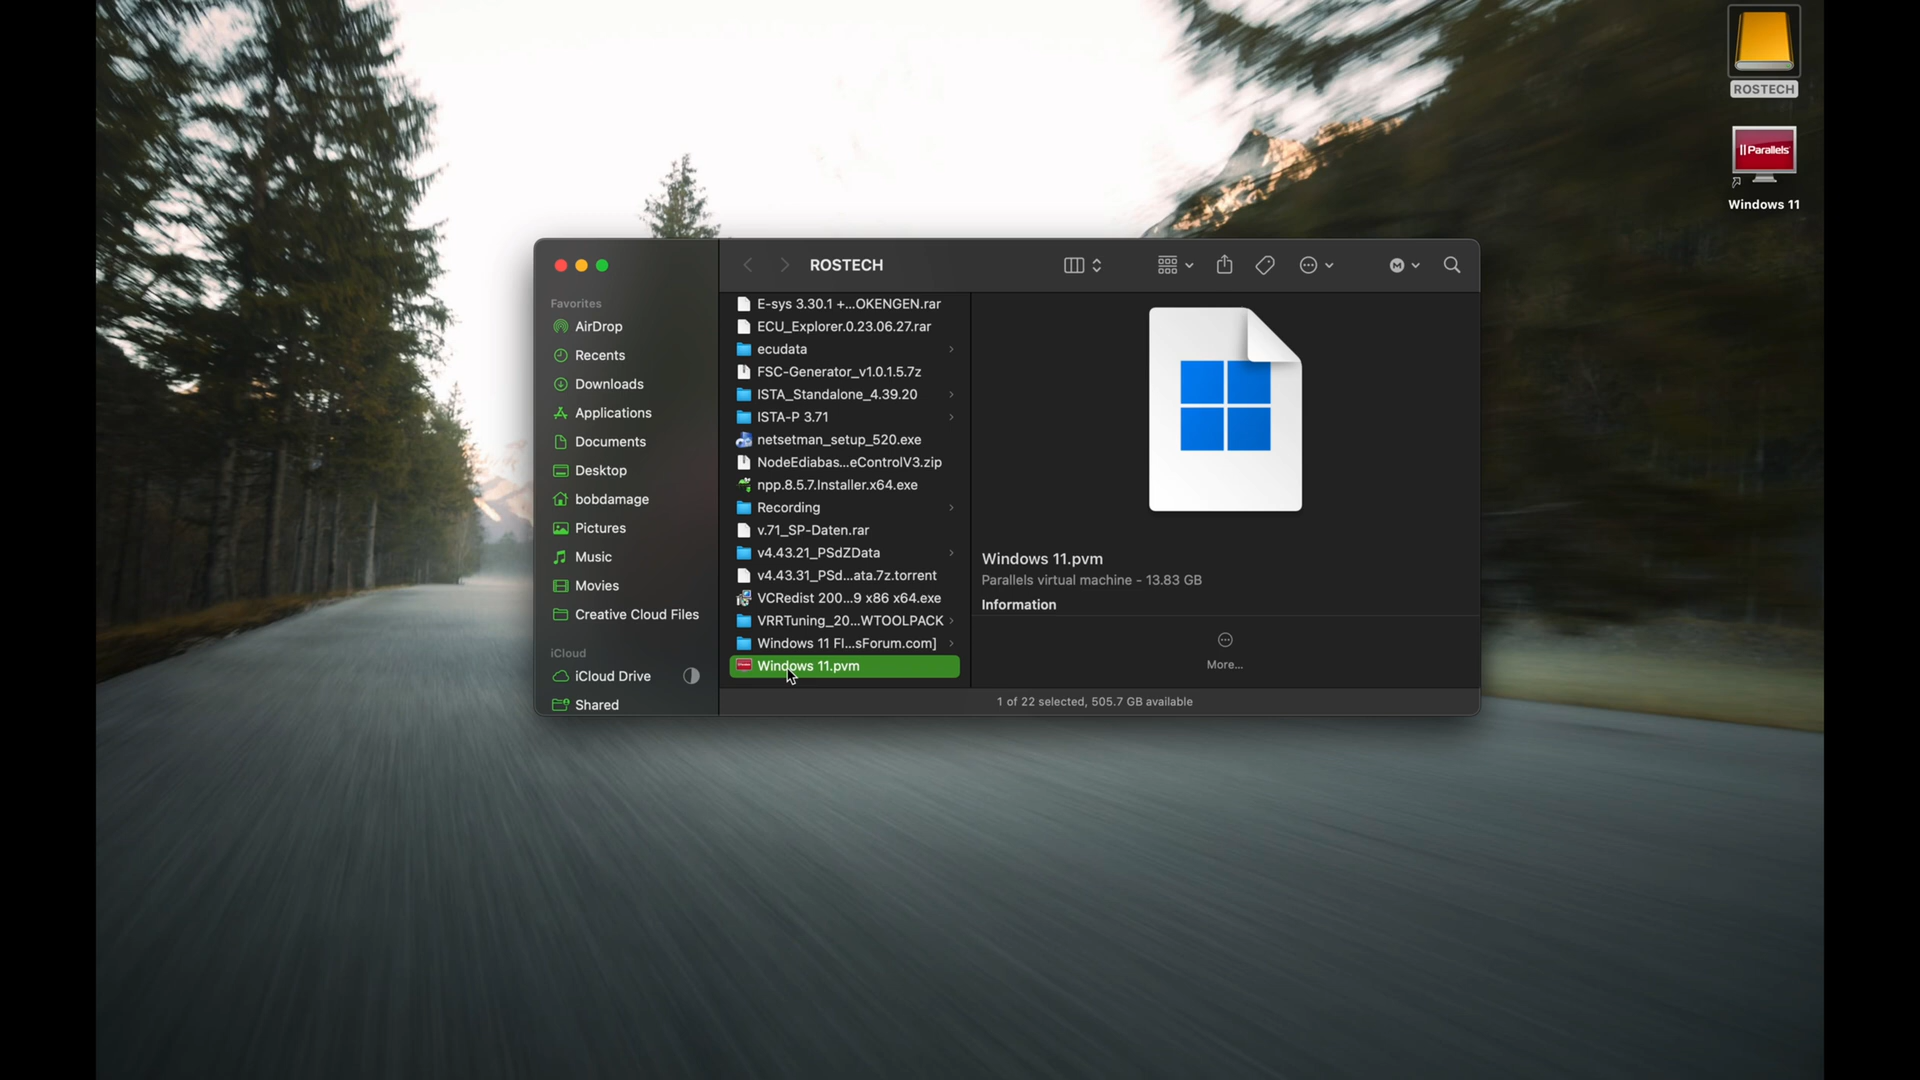 ROSTECH
Parallels
Windows 11
ROSTECH
Favorites
AirDrop
Recents
Downloads
Applications
Documents
Desktop
bobdamage
Pictures
Music
Movies
Creative Cloud Files
iCloud
iCloud Drive
Shared
E-sys 3.30.1 +...OKENGEN.rar
ECU_Explorer.0.23.06.27.rar
ecudata
FSC-Generator_v1.0.1.5.7z
ISTA_Standalone_4.39.20
ISTA-P 3.71
netsetman_setup_520.exe
NodeEdiabas...eControlV3.zip
npp.8.5.7.Installer.x64.exe
Recording
v.71_SP-Daten.rar
v4.43.21_PSdZData
v4.43.31_PSd...ata.7z.torrent
VCRedist 200...9 x86 x64.exe
VRRTuning_20...WTOOLPACK
Windows 11 Fl...sForum.com]
Windows 11.pvm
Windows 11.pvm
Parallels virtual machine - 13.83 GB
Information
More...
1 of 22 selected, 505.7 GB available